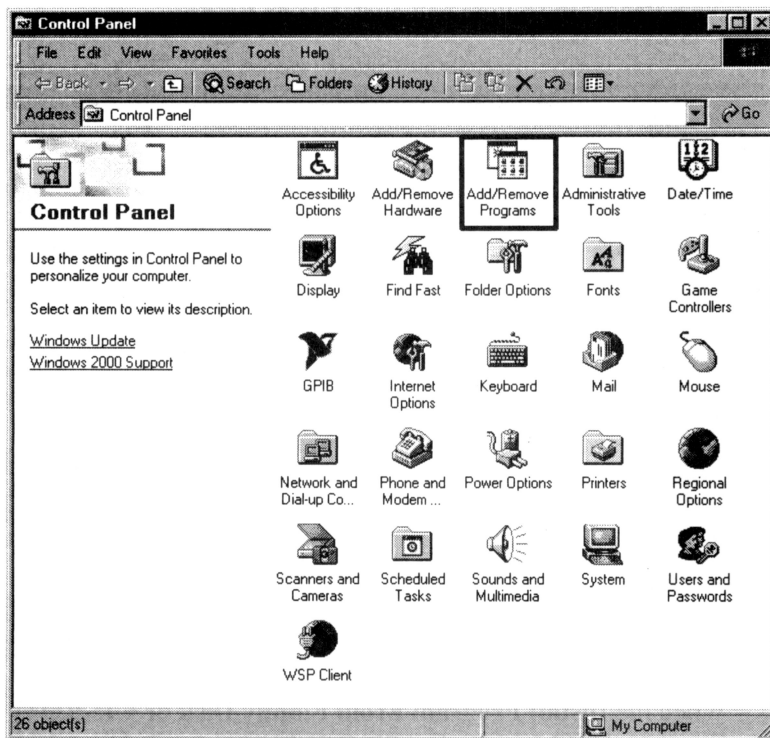 Control Panel
File Edit View Favorites Tools Help
Back Search Folders History
Address Control Panel Go
Control Panel
Use the settings in Control Panel to
personalize your computer.
Select an item to view its description.
Windows Update
Windows 2000 Support
Accessibility
Options
Add/Remove
Hardware
Add/Remove
Programs
Administrative
Tools
Date/Time
Display
Find Fast
Folder Options
Fonts
Game
Controllers
GPIB
Internet
Options
Keyboard
Mail
Mouse
Network and
Dial-up Co...
Phone and
Modem ...
Power Options
Printers
Regional
Options
Scanners and
Cameras
Scheduled
Tasks
Sounds and
Multimedia
System
Users and
Passwords
WSP Client
26 object(s) My Computer